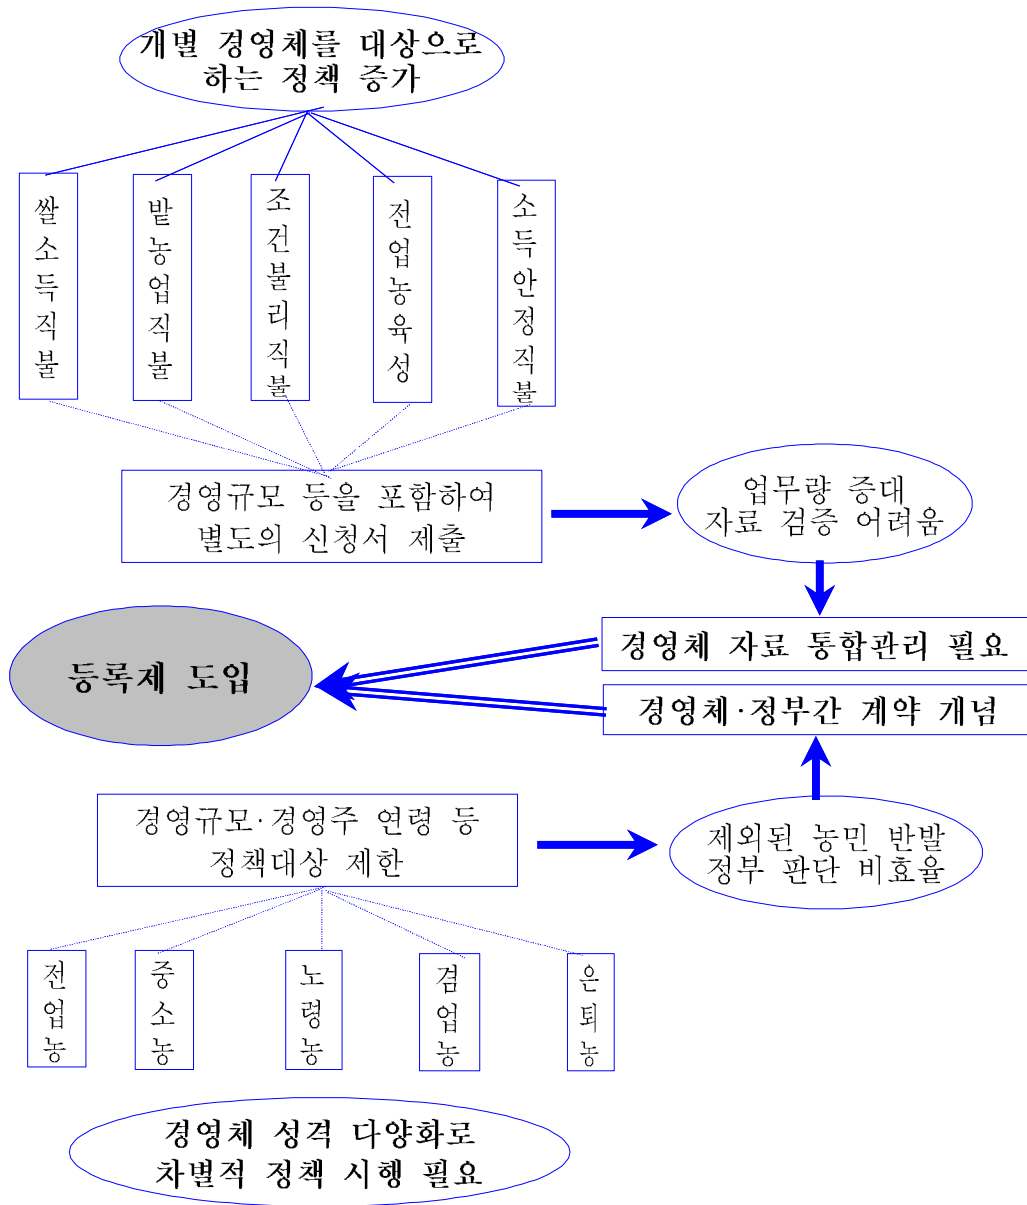 개별 경영체를 대상으로
하는 정책 증가
쌀소득직불
밭농업직불
조건불리직불
전업농육성
소득안정직불
경영규모 등을 포함하여
별도의 신청서 제출
업무량 증대
자료 검증 어려움
경영체 자료 통합관리 필요
등록제 도입
경영체·정부간 계약 개념
경영규모·경영주 연령 등
정책대상 제한
제외된 농민 반발
정부 판단 비효율
전업농
중소농
노령농
겸업농
은퇴농
경영체 성격 다양화로
차별적 정책 시행 필요